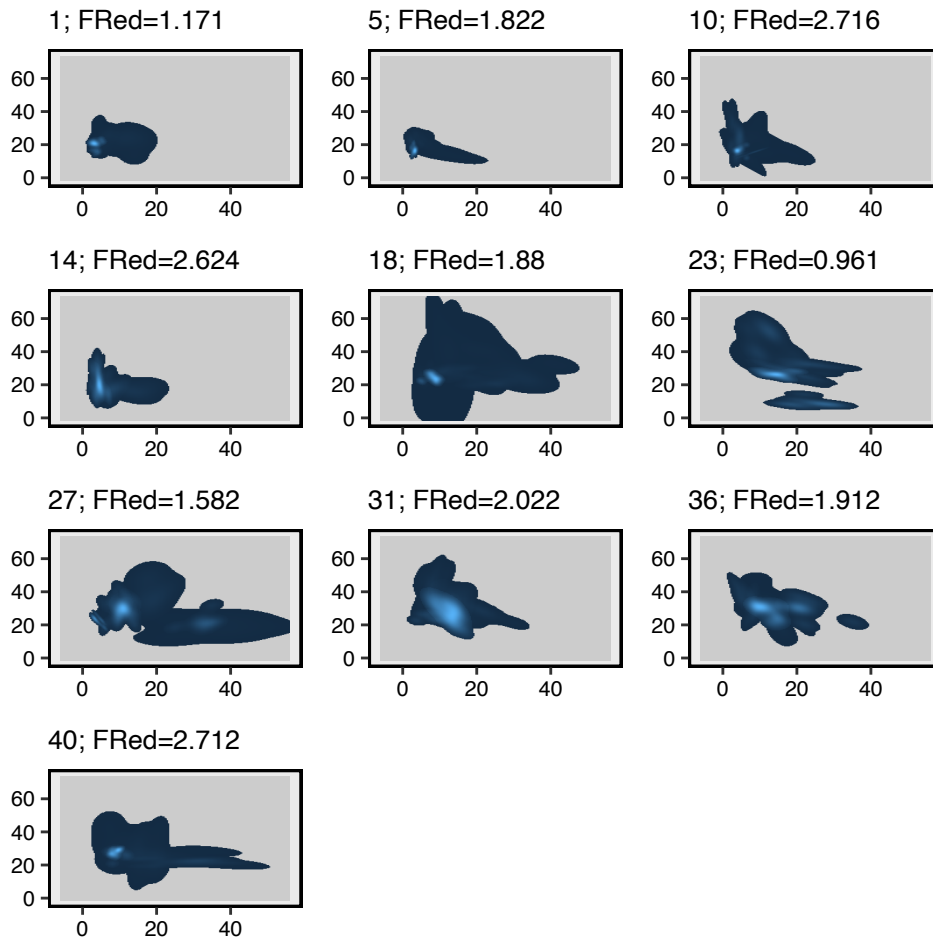 1; FRed=1.171
5; FRed=1.822
10; FRed=2.716
60
40
20
0
0 20 40
60
40
20
0
0 20 40
60
40
20
0
0 20 40
14; FRed=2.624
18; FRed=1.88
23; FRed=0.961
60
40
20
0
0 20 40
60
40
20
0
0 20 40
60
40
20
0
0 20 40
27; FRed=1.582
31; FRed=2.022
36; FRed=1.912
60
40
20
0
0 20 40
60
40
20
0
0 20 40
60
40
20
0
0 20 40
40; FRed=2.712
60
40
20
0
0 20 40